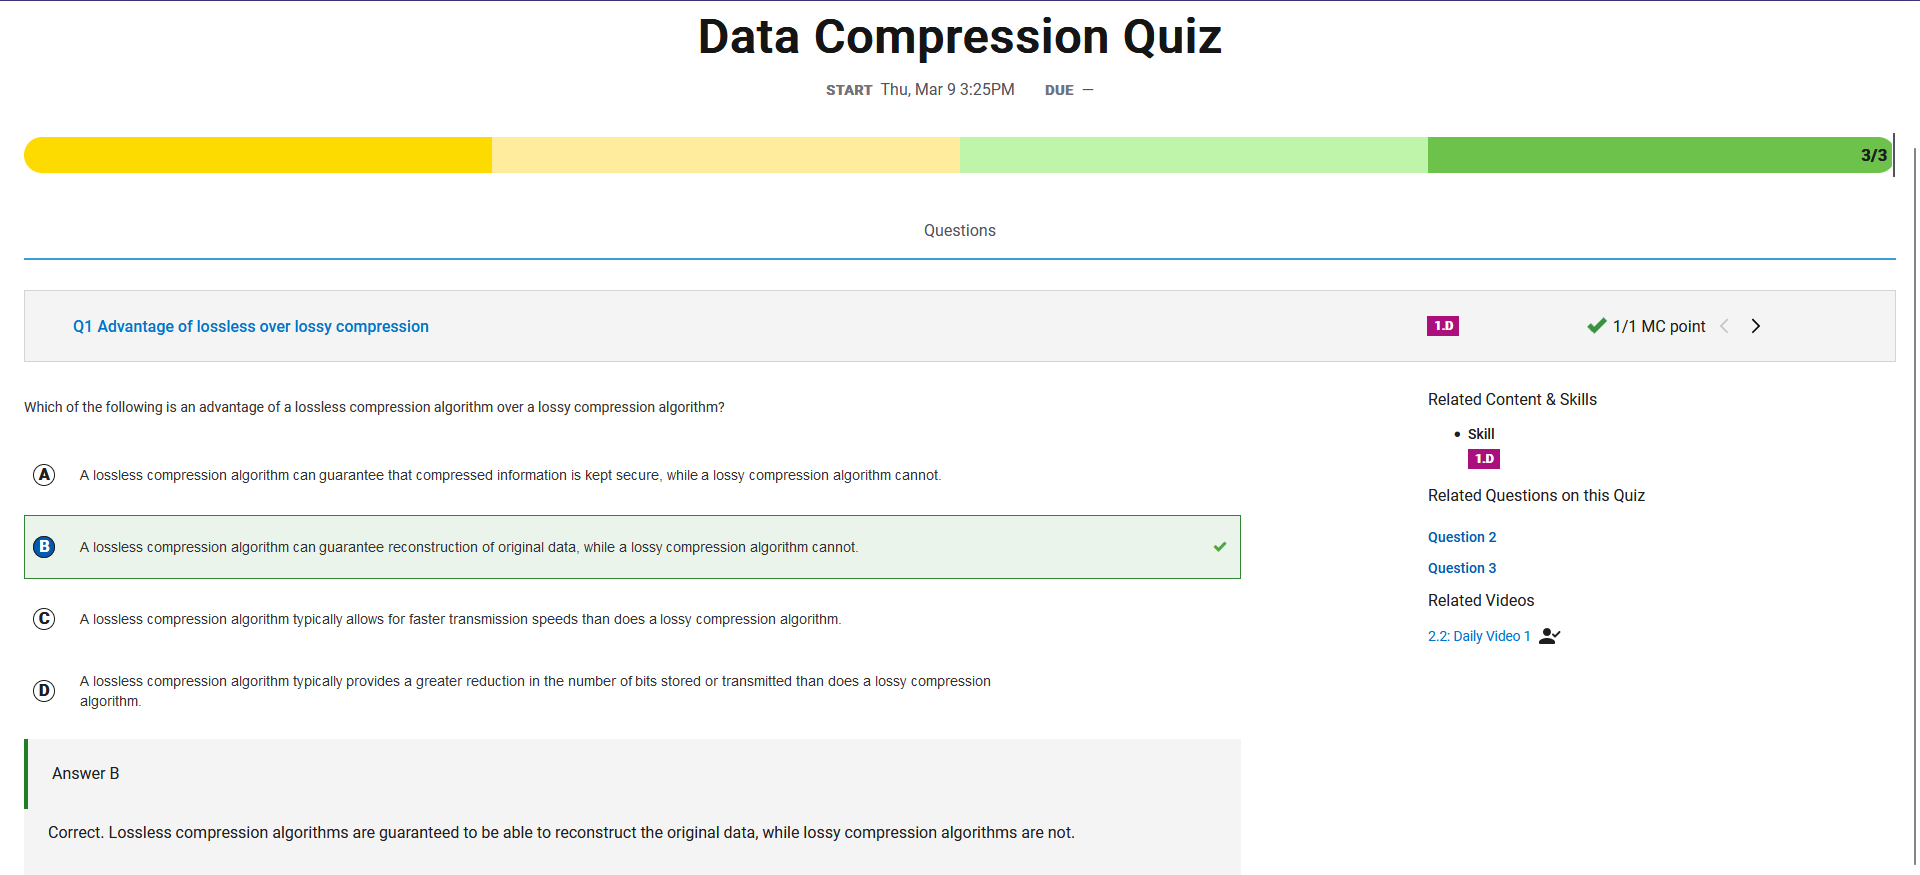 Data Compression Quiz
START Thu, Mar 9 3:25PM DUE —
3/3
Questions
Q1 Advantage of lossless over lossy compression
1.D
1/1 MC point
Which of the following is an advantage of a lossless compression algorithm over a lossy compression algorithm?
A A lossless compression algorithm can guarantee that compressed information is kept secure, while a lossy compression algorithm cannot.
B A lossless compression algorithm can guarantee reconstruction of original data, while a lossy compression algorithm cannot.
C A lossless compression algorithm typically allows for faster transmission speeds than does a lossy compression algorithm.
D A lossless compression algorithm typically provides a greater reduction in the number of bits stored or transmitted than does a lossy compression
algorithm.
Answer B
Correct. Lossless compression algorithms are guaranteed to be able to reconstruct the original data, while lossy compression algorithms are not.
Related Content & Skills
• Skill
1.D
Related Questions on this Quiz
Question 2
Question 3
Related Videos
2.2: Daily Video 1